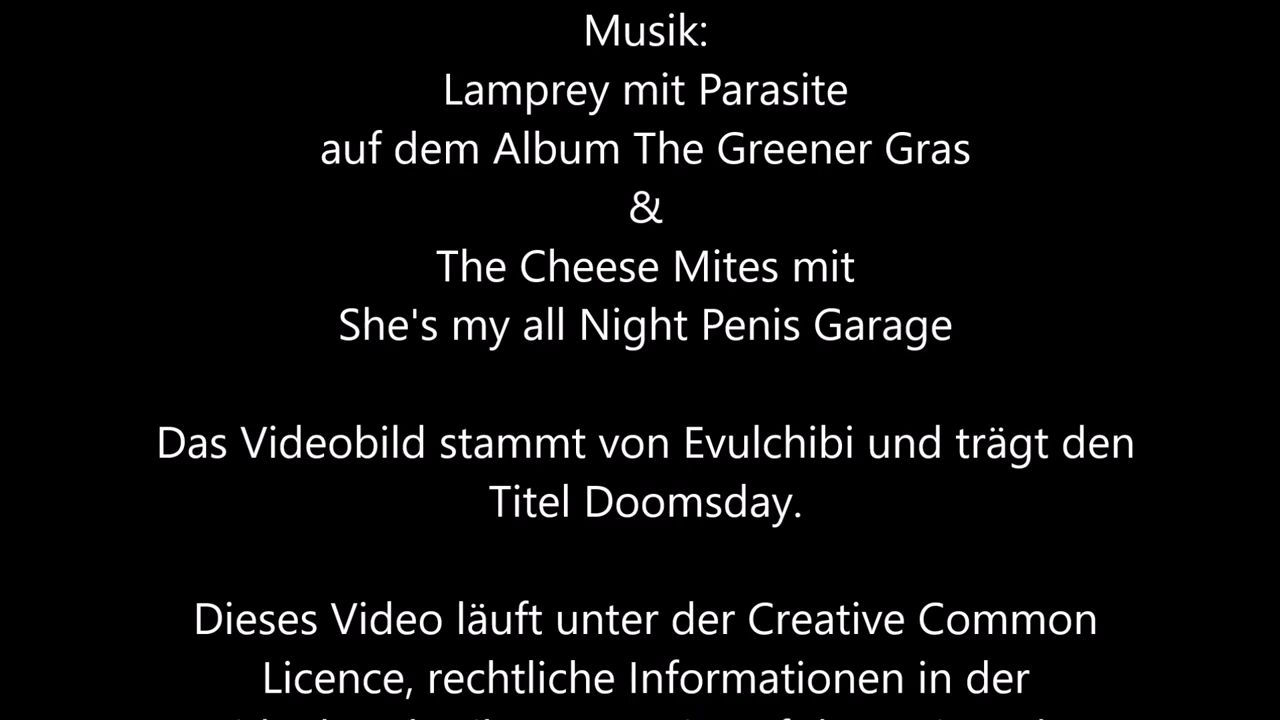 Musik:
Lamprey mit Parasite
auf dem Album The Greener Gras
&
The Cheese Mites mit
She's my all Night Penis Garage
Das Videobild stammt von Evulchibi und trägt den
Titel Doomsday.
Dieses Video läuft unter der Creative Common
Licence, rechtliche Informationen in der